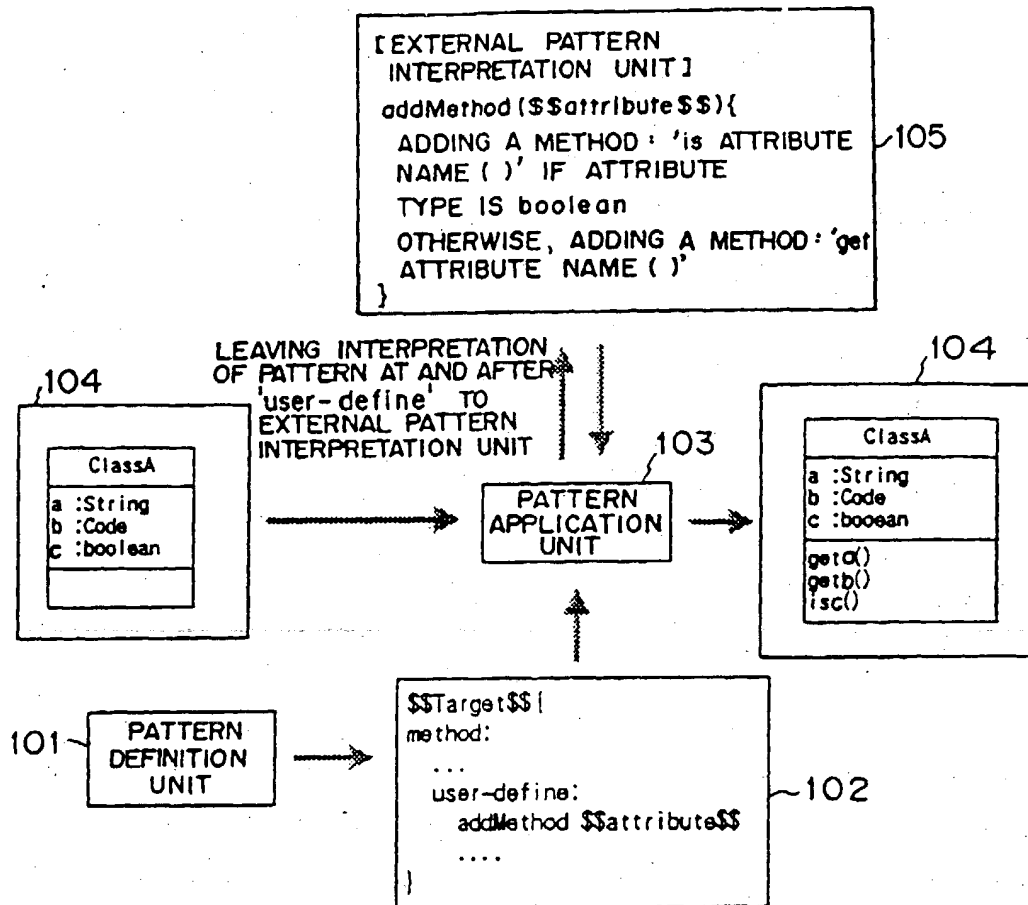 [EXTERNAL PATTERN
INTERPRETATION UNIT]
addMethod($$attribute$$){
ADDING A METHOD: 'is ATTRIBUTE
NAME ( )' IF ATTRIBUTE
TYPE IS boolean
OTHERWISE, ADDING A METHOD: 'get
ATTRIBUTE NAME ( )'
}
105
LEAVING INTERPRETATION
OF PATTERN AT AND AFTER
'user-define' TO
EXTERNAL PATTERN
INTERPRETATION UNIT
104
ClassA
a :String
b :Code
c :boolean
103
PATTERN
APPLICATION
UNIT
104
ClassA
a :String
b :Code
c :booean
geta()
getb()
isc()
101
PATTERN
DEFINITION
UNIT
$$Target$${
method:
...
user-define:
addMethod $$attribute$$
....
}
102